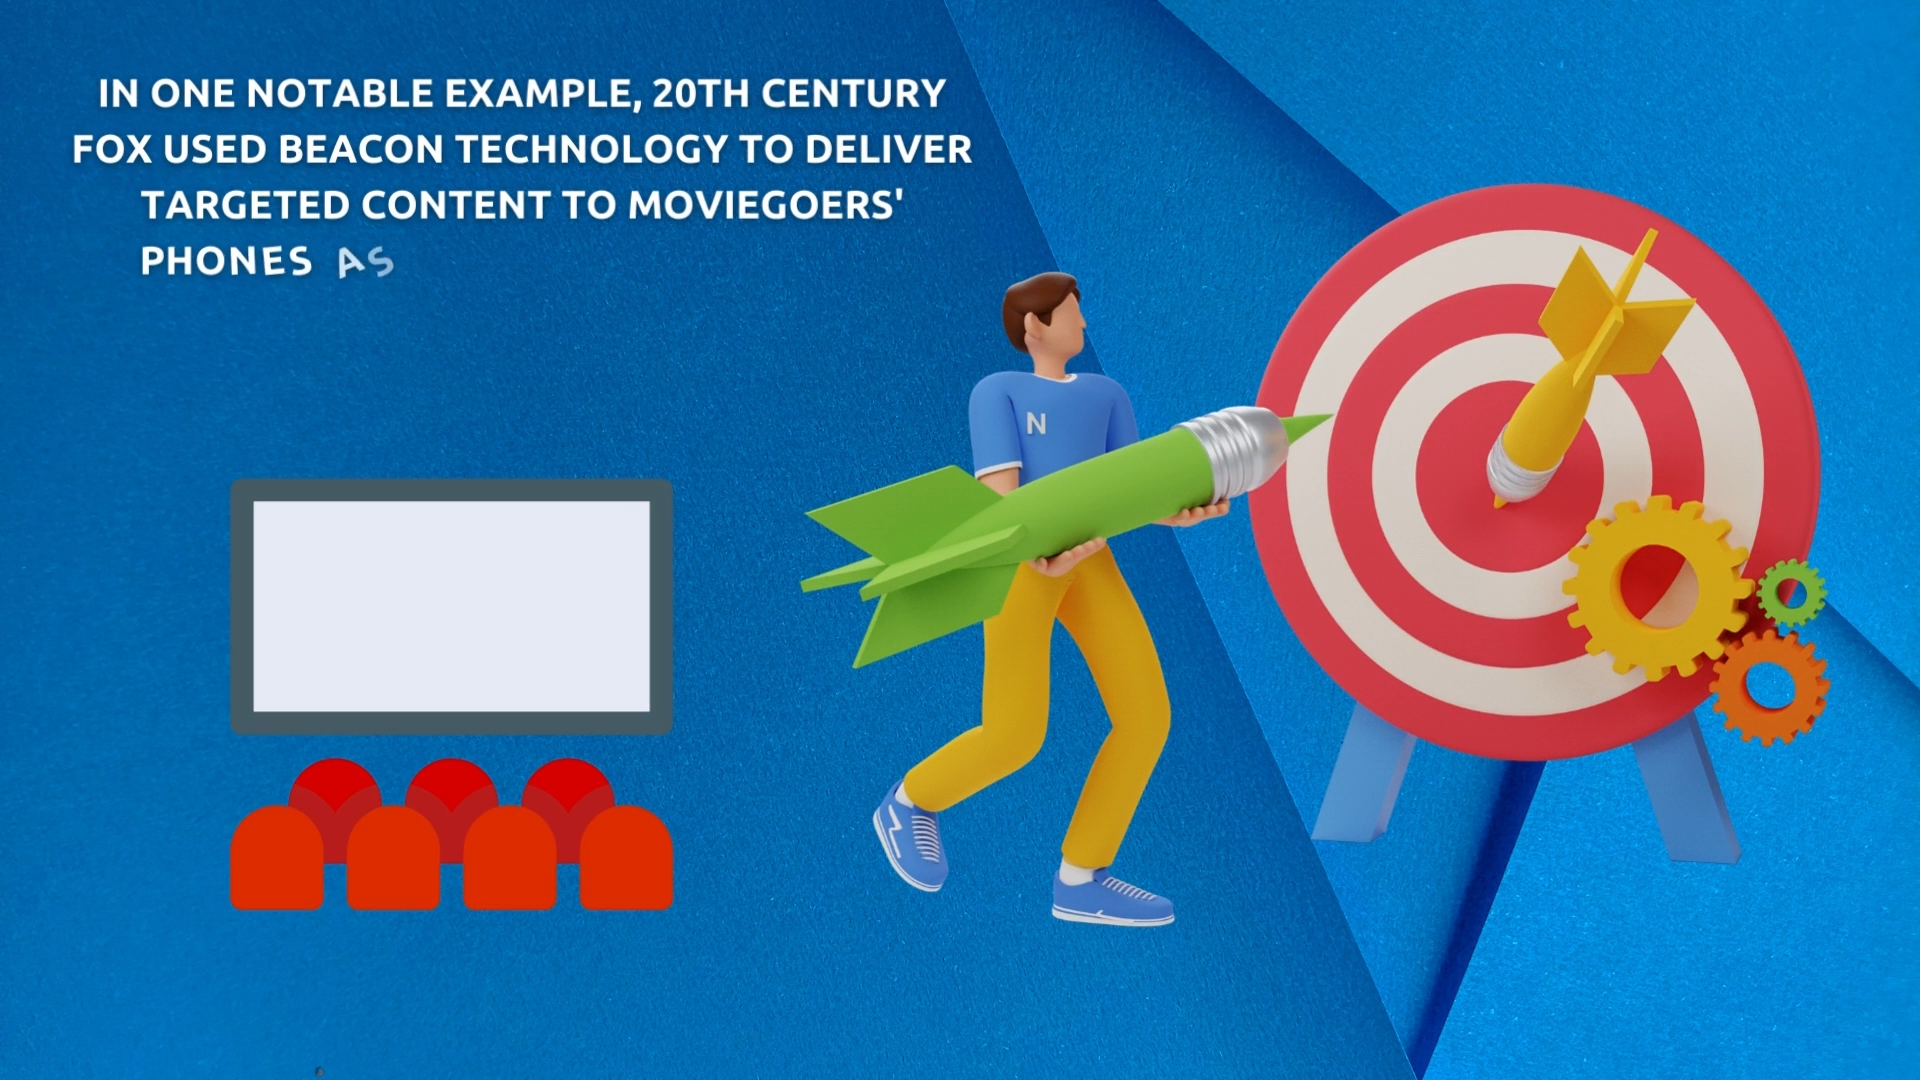 IN ONE NOTABLE EXAMPLE, 20TH CENTURY
FOX USED BEACON TECHNOLOGY TO DELIVER
TARGETED CONTENT TO MOVIEGOERS'
PHONES AS
N